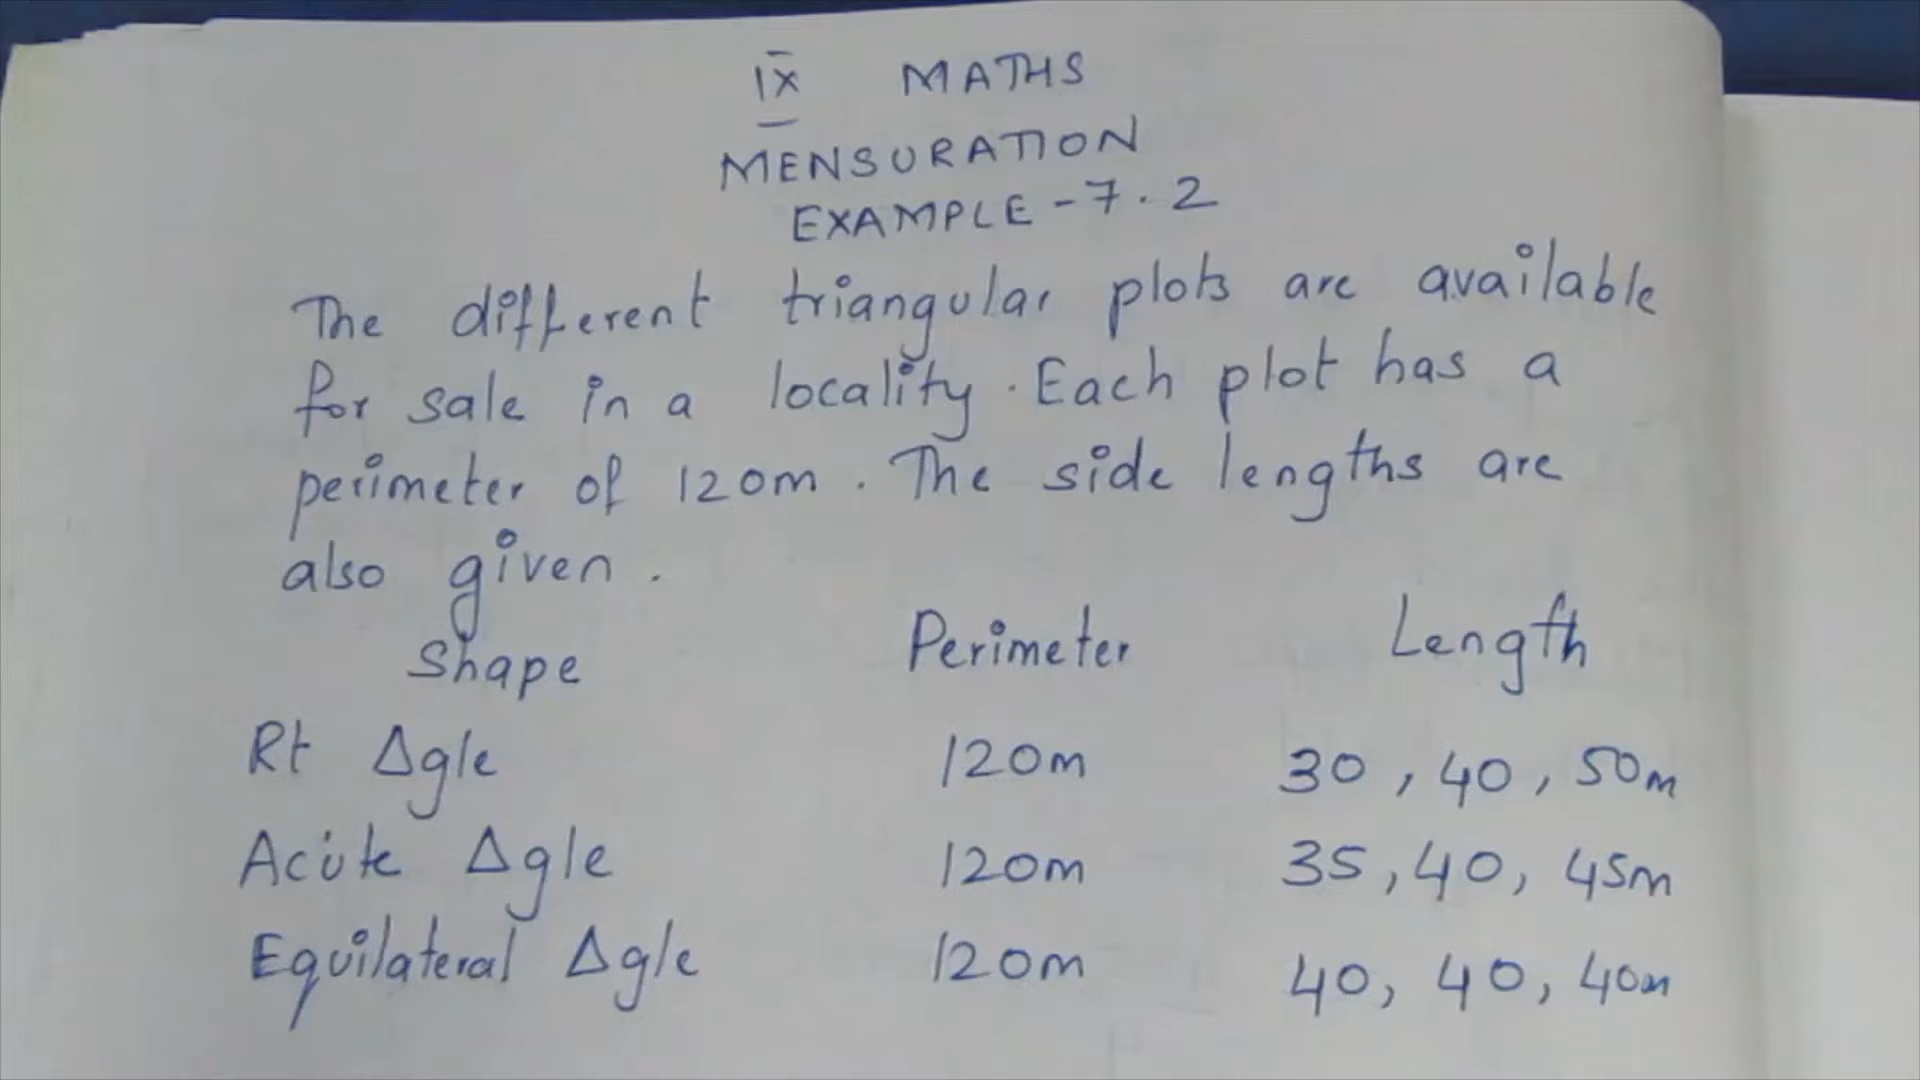 IX MATHS
MENSURATION
EXAMPLE - 7.2
The different triangular plots are available
for sale in a locality. Each plot has a
perimeter of 120m. The side lengths are
also given.
Shape Perimeter Length
Rt Δgle 120m 30, 40, 50m
Acute Δgle 120m 35, 40, 45m
Equilateral Δgle 120m 40, 40, 40m